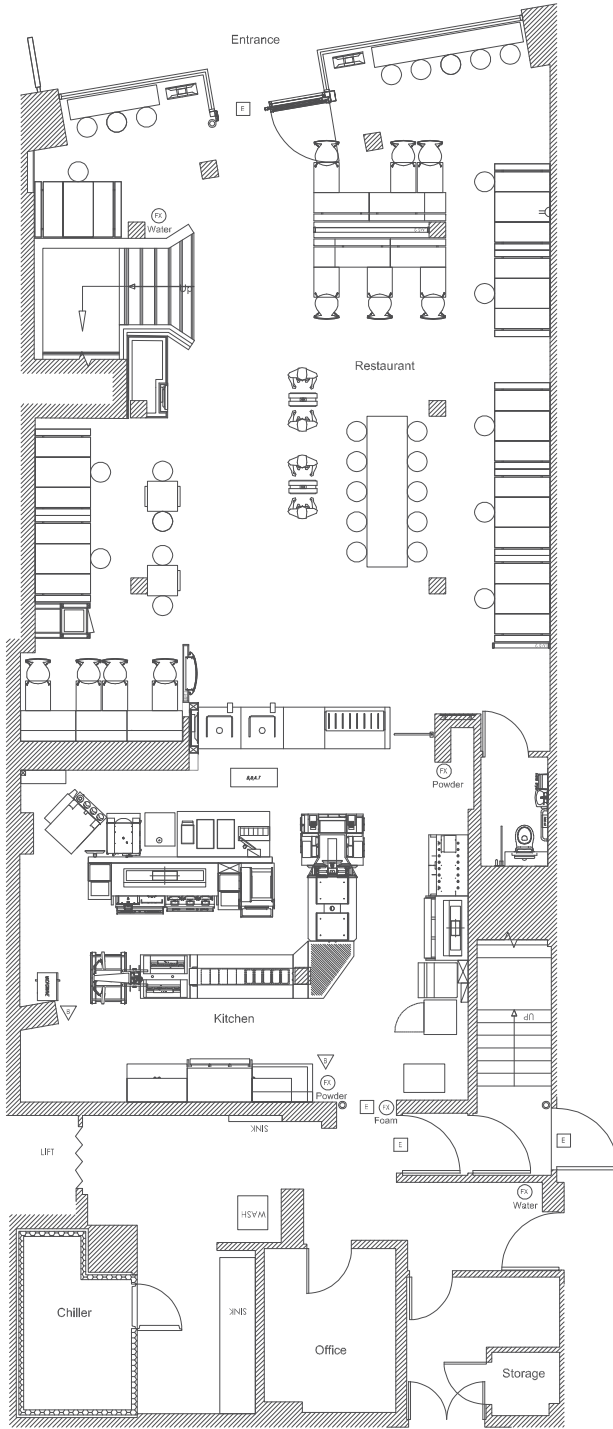 Entrance
E
FX
Water
Up
Restaurant
FX
Powder
Kitchen
UP
B
B
FX
Powder
E
FX
Foam
SINK
E
E
LIFT
FX
Water
WASH
Chiller
SINK
Office
Storage